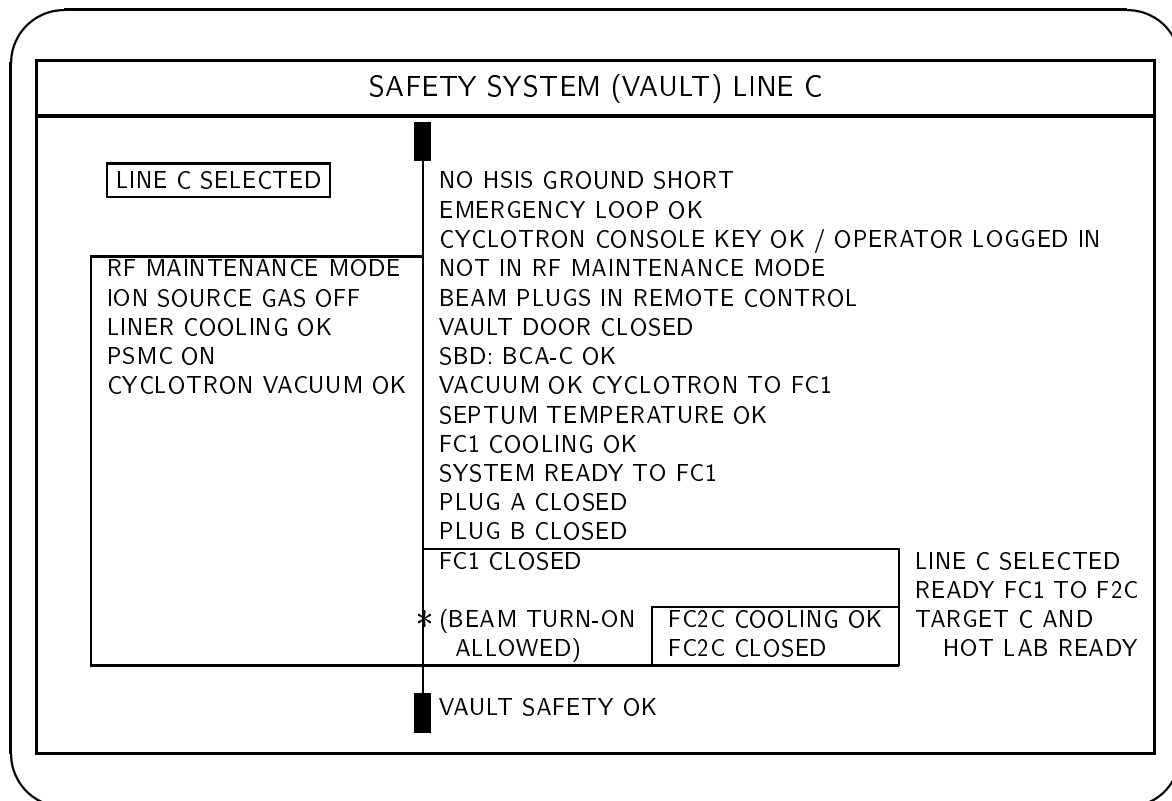 SAFETY SYSTEM (VAULT) LINE C
LINE C SELECTED
NO HSIS GROUND SHORT
EMERGENCY LOOP OK
CYCLOTRON CONSOLE KEY OK / OPERATOR LOGGED IN
RF MAINTENANCE MODE
ION SOURCE GAS OFF
LINER COOLING OK
PSMC ON
CYCLOTRON VACUUM OK
NOT IN RF MAINTENANCE MODE
BEAM PLUGS IN REMOTE CONTROL
VAULT DOOR CLOSED
SBD: BCA-C OK
VACUUM OK CYCLOTRON TO FC1
SEPTUM TEMPERATURE OK
FC1 COOLING OK
SYSTEM READY TO FC1
PLUG A CLOSED
PLUG B CLOSED
FC1 CLOSED
* (BEAM TURN-ON
ALLOWED)
FC2C COOLING OK
FC2C CLOSED
LINE C SELECTED
READY FC1 TO F2C
TARGET C AND
HOT LAB READY
VAULT SAFETY OK